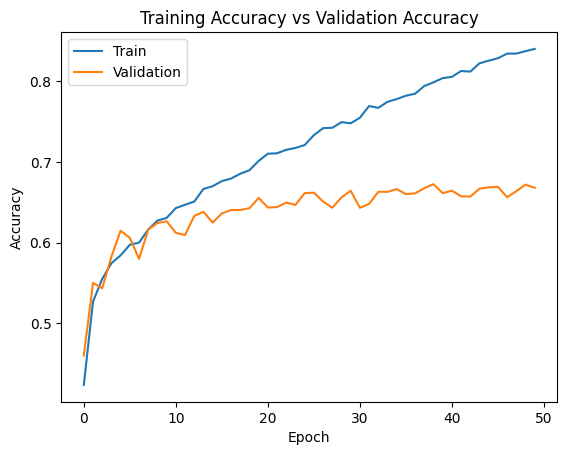 Training Accuracy vs Validation Accuracy
Train
Validation
Accuracy
0.8
0.7
0.6
0.5
0 10 20 30 40 50
Epoch